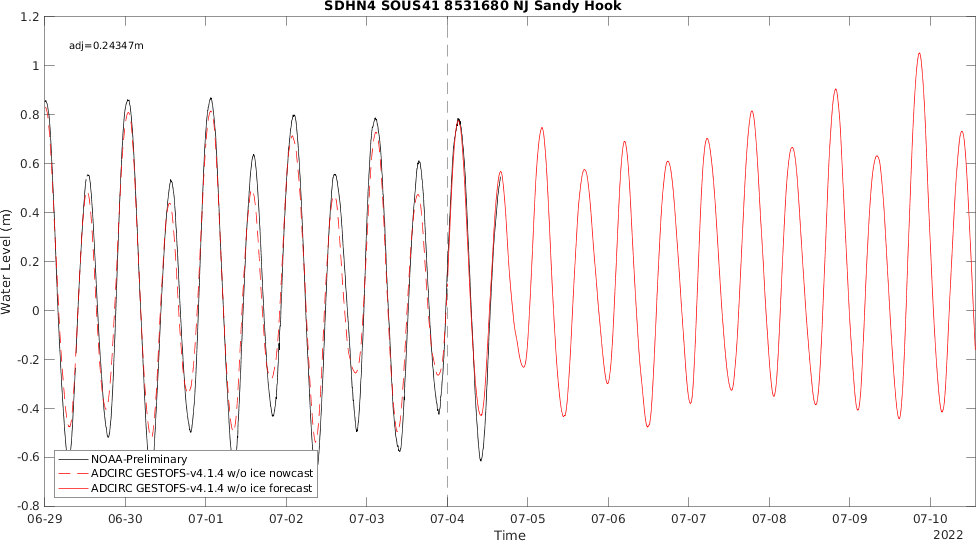 SDHN4 SOUS41 8531680 NJ Sandy Hook
adj=0.24347m
Water Level (m)
1.2
1
0.8
0.6
0.4
0.2
0
-0.2
-0.4
-0.6
-0.8
NOAA-Preliminary
ADCIRC GESTOFS-v4.1.4 w/o ice nowcast
ADCIRC GESTOFS-v4.1.4 w/o ice forecast
06-29 06-30 07-01 07-02 07-03 07-04 07-05 07-06 07-07 07-08 07-09 07-10
Time
2022